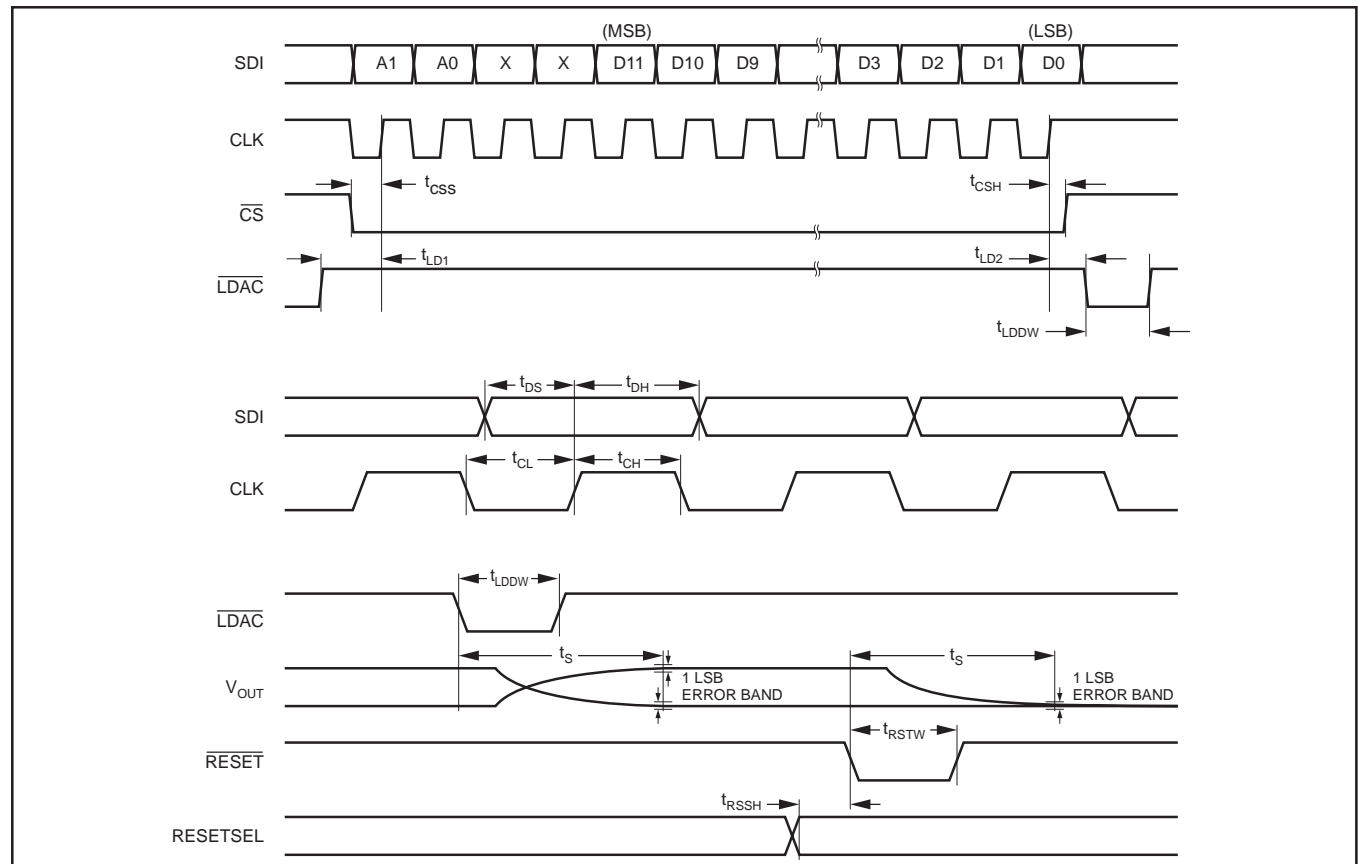 (MSB) (LSB)
SDI A1 A0 X X D11 D10 D9 D3 D2 D1 D0
CLK
tCSS tCSH
CS
tLD1 tLD2
LDAC
tLDDW
tDS tDH
SDI
tCL tCH
CLK
tLDDW
LDAC
tS tS
1 LSB 1 LSB
VOUT ERROR BAND ERROR BAND
tRSTW
RESET
tRSSH
RESETSEL